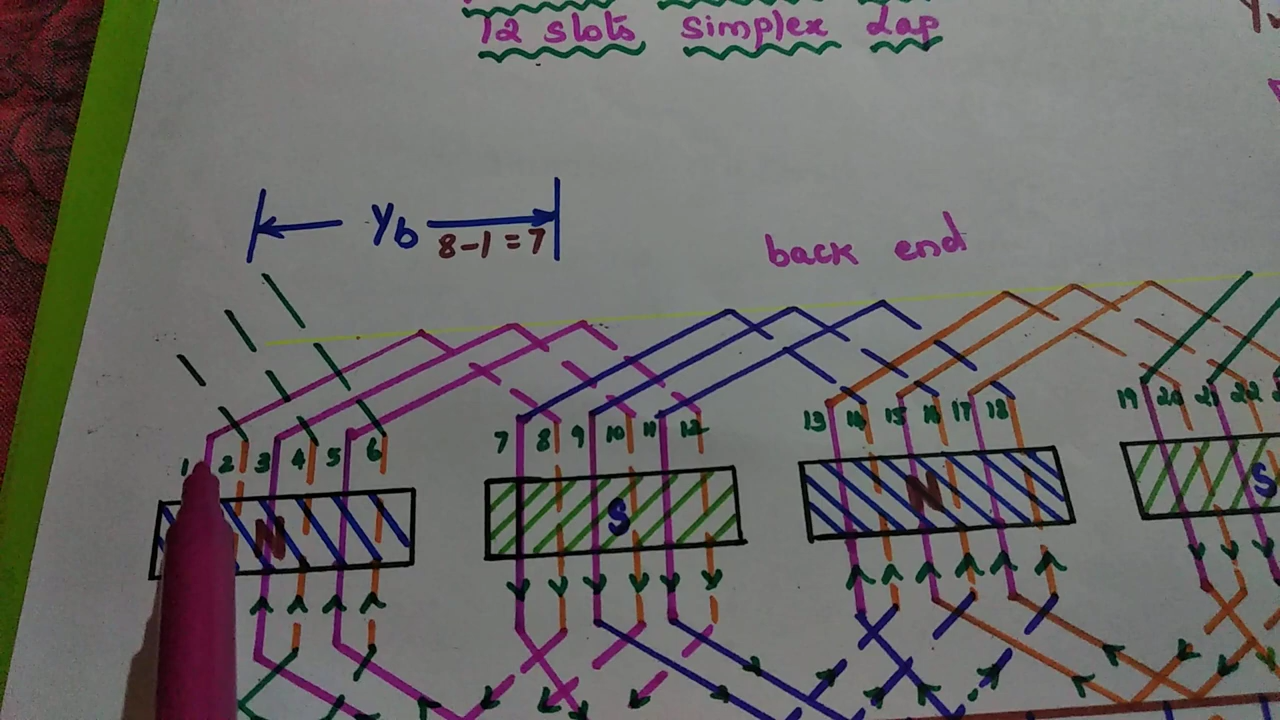 12 slots simplex Lap
Yb
8-1=7
back end
1 2 3 4 5 6 7 8 9 10 11 12 13 14 15 16 17 18 19 20 21 22
N S N S